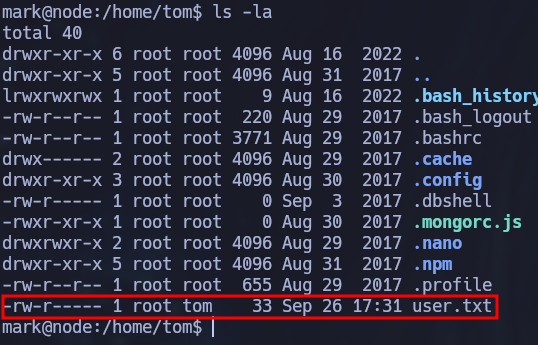 mark@node:/home/tom$ ls -la
total 40
drwxr-xr-x 6 root root 4096 Aug 16  2022 .
drwxr-xr-x 5 root root 4096 Aug 31  2017 ..
lrwxrwxrwx 1 root root    9 Aug 16  2022 .bash_history
-rw-r--r-- 1 root root  220 Aug 29  2017 .bash_logout
-rw-r--r-- 1 root root 3771 Aug 29  2017 .bashrc
drwx------ 2 root root 4096 Aug 29  2017 .cache
drwxr-xr-x 3 root root 4096 Aug 30  2017 .config
-rw-r--r-- 1 root root    0 Sep  3  2017 .dbshell
-rwxr-xr-x 1 root root    0 Aug 30  2017 .mongorc.js
drwxrwxr-x 2 root root 4096 Aug 29  2017 .nano
drwxr-xr-x 5 root root 4096 Aug 31  2017 .npm
-rw-r--r-- 1 root root  655 Aug 29  2017 .profile
-rw-r----- 1 root tom    33 Sep 26 17:31 user.txt
mark@node:/home/tom$